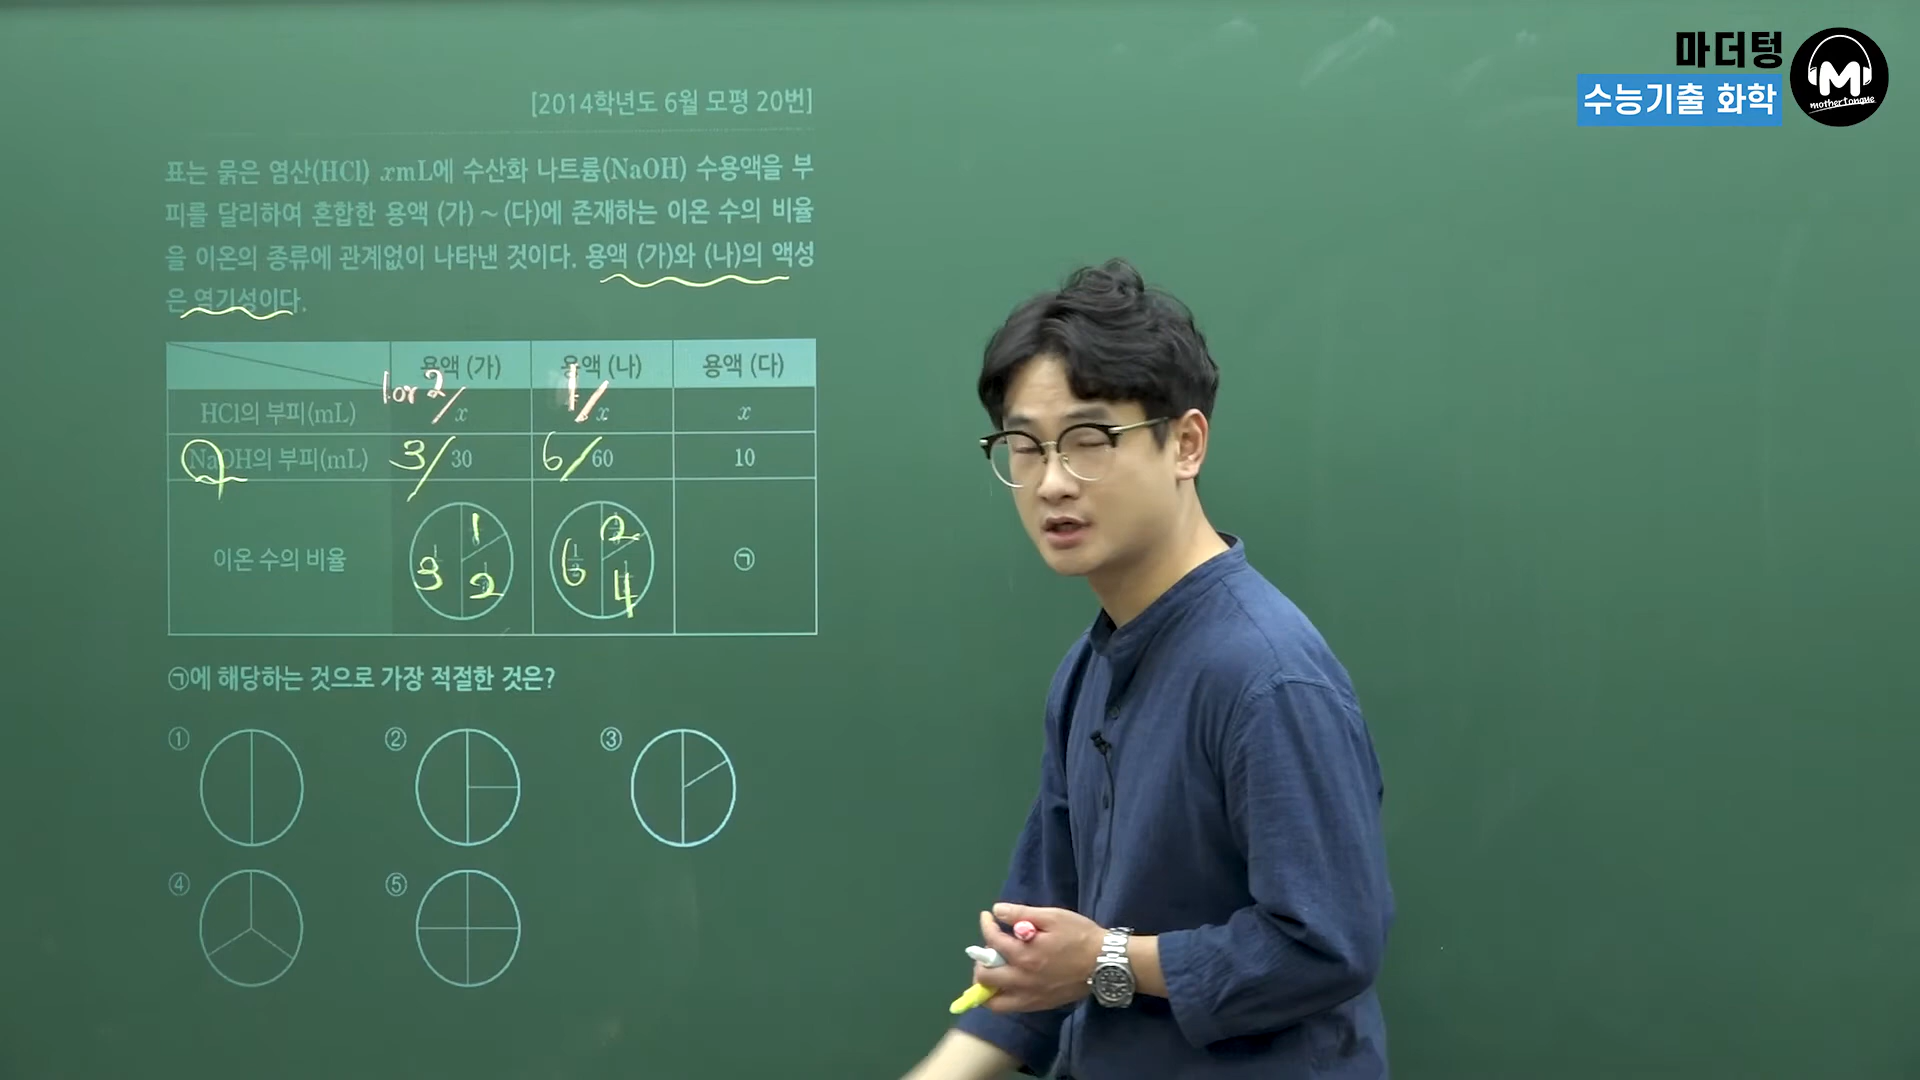 마더텅
수능기출 화학
M
mothertongue
[2014학년도 6월 모평 20번]
표는 묽은 염산(HCl) xmL에 수산화 나트륨(NaOH) 수용액을 부
피를 달리하여 혼합한 용액 (가) ~ (다)에 존재하는 이온 수의 비율
을 이온의 종류에 관계없이 나타낸 것이다. 용액 (가)와 (나)의 액성
은 염기성이다.
용액 (가) 용액 (나) 용액 (다)
1 or 2 1
HCl의 부피(mL) x x x
NaOH의 부피(mL) 3 30 6 60 10
이온 수의 비율 3 1 2 6 2 4 ㉠
㉠에 해당하는 것으로 가장 적절한 것은?
① ② ③
④ ⑤